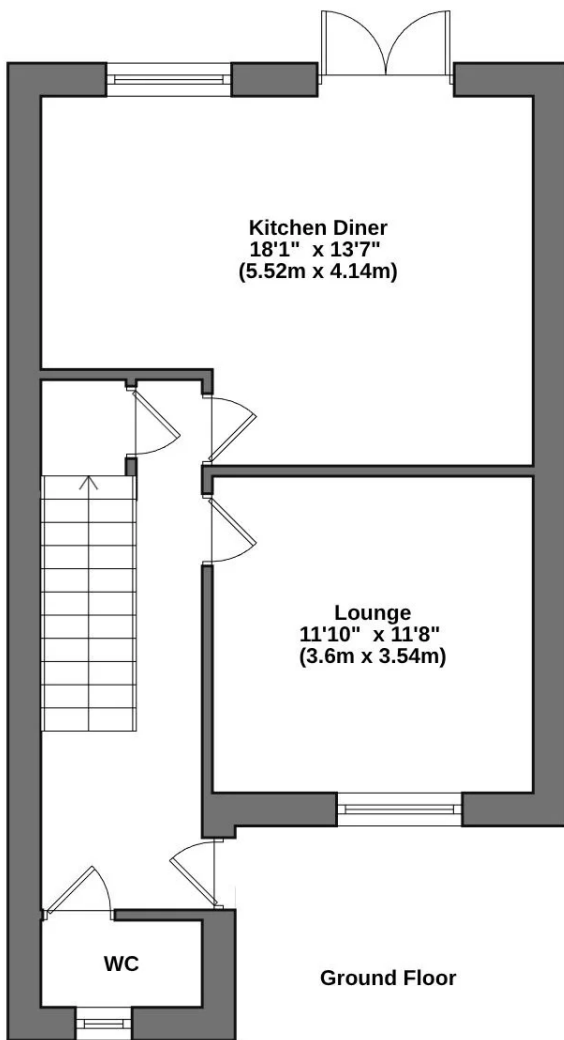 Kitchen Diner
18'1" x 13'7"
(5.52m x 4.14m)
Lounge
11'10" x 11'8"
(3.6m x 3.54m)
WC
Ground Floor